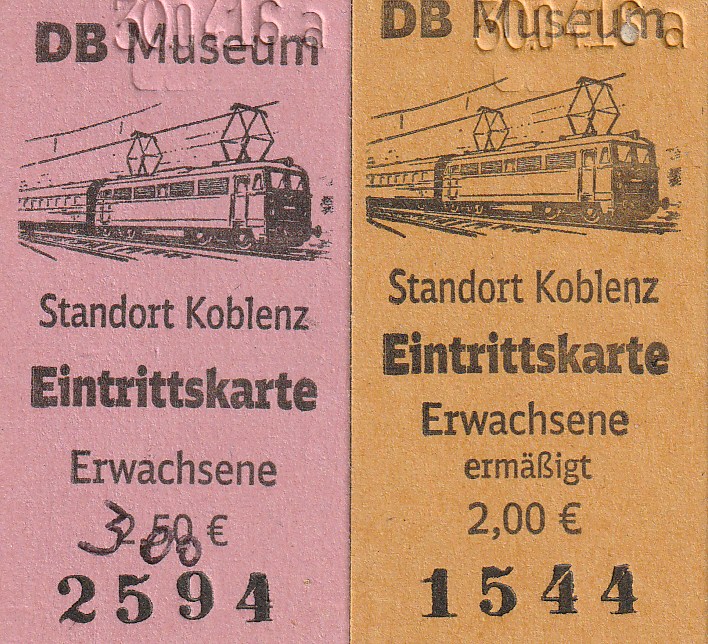 300416 a
DB Museum
Standort Koblenz
Eintrittskarte
Erwachsene
2,50 €
3,00
2594
300416 a
DB Museum
Standort Koblenz
Eintrittskarte
Erwachsene
ermäßigt
2,00 €
1544